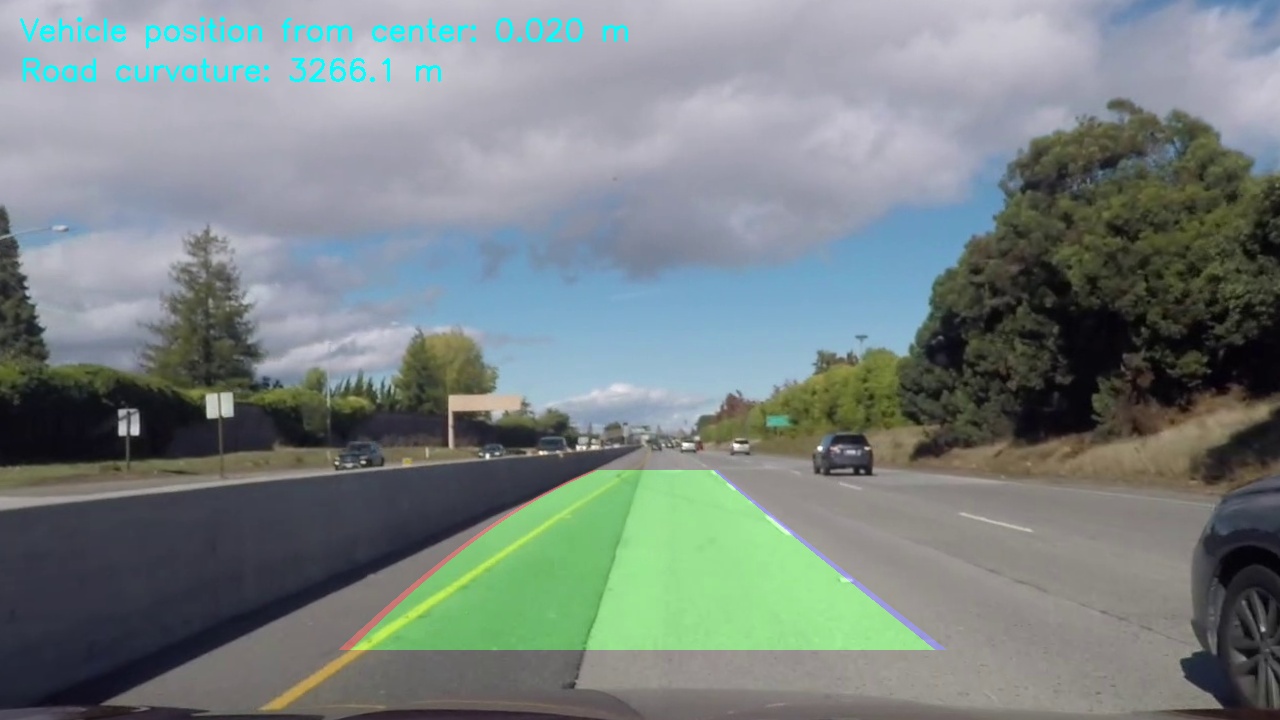 Vehicle position from center: 0.020 m
Road curvature: 3266.1 m